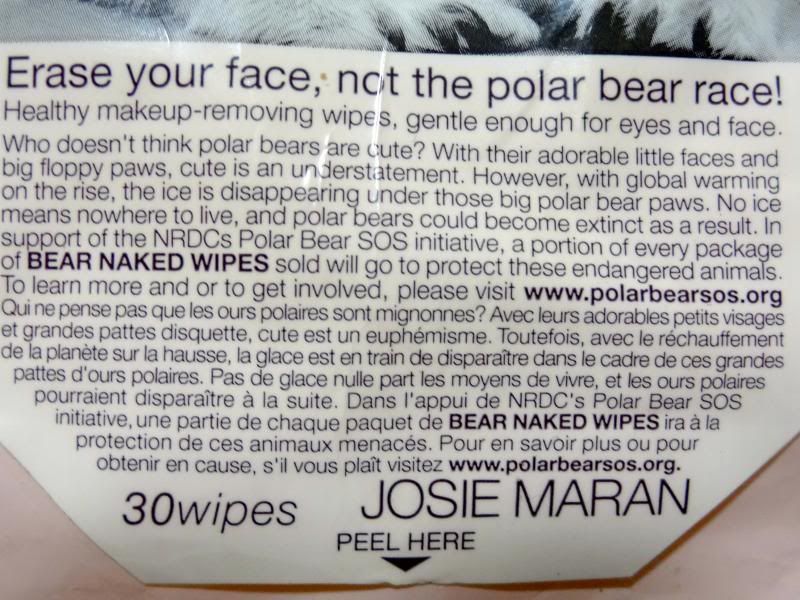 Erase your face, not the polar bear race!
Healthy makeup-removing wipes, gentle enough for eyes and face.
Who doesn't think polar bears are cute? With their adorable little faces and
big floppy paws, cute is an understatement. However, with global warming
on the rise, the ice is disappearing under those big polar bear paws. No ice
means nowhere to live, and polar bears could become extinct as a result. In
support of the NRDCs Polar Bear SOS initiative, a portion of every package
of BEAR NAKED WIPES sold will go to protect these endangered animals.
To learn more and or to get involved, please visit www.polarbearsos.org
Qui ne pense pas que les ours polaires sont mignonnes? Avec leurs adorables petits visages
et grandes pattes disquette, cute est un euphémisme. Toutefois, avec le réchauffement
de la planète sur la hausse, la glace est en train de disparaître dans le cadre de ces grandes
pattes d'ours polaires. Pas de glace nulle part les moyens de vivre, et les ours polaires
pourraient disparaître à la suite. Dans l'appui de NRDC's Polar Bear SOS
initiative, une partie de chaque paquet de BEAR NAKED WIPES ira à la
protection de ces animaux menacés. Pour en savoir plus ou pour
obtenir en cause, s'il vous plaît visitez www.polarbearsos.org.
30wipes JOSIE MARAN
PEEL HERE